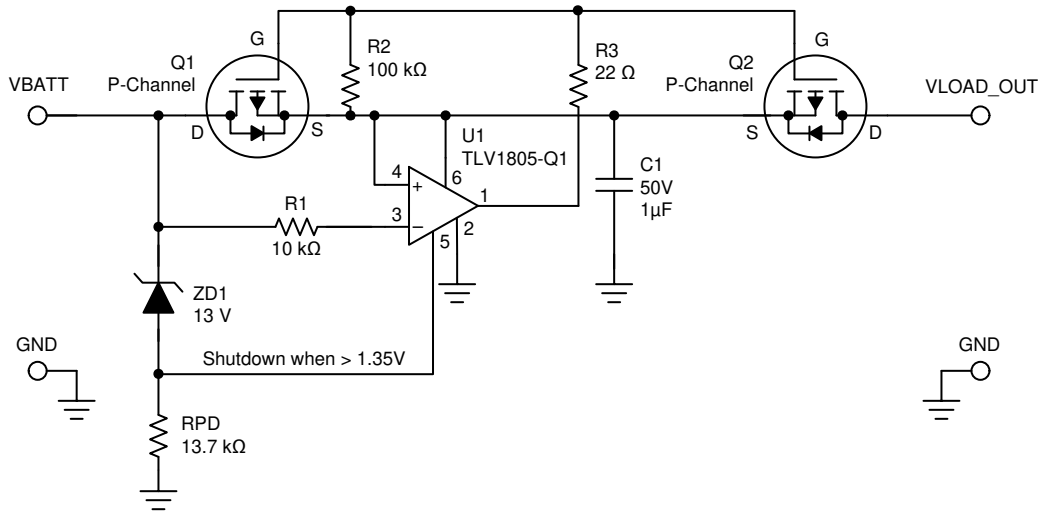 G
R2
100 kΩ
R3
22 Ω
G
Q1
P-Channel
Q2
P-Channel
VBATT
VLOAD_OUT
D
S
S
D
U1
TLV1805-Q1
4
+
6
1
C1
50V
1µF
R1
10 kΩ
3
−
5
2
ZD1
13 V
GND
GND
Shutdown when > 1.35V
RPD
13.7 kΩ